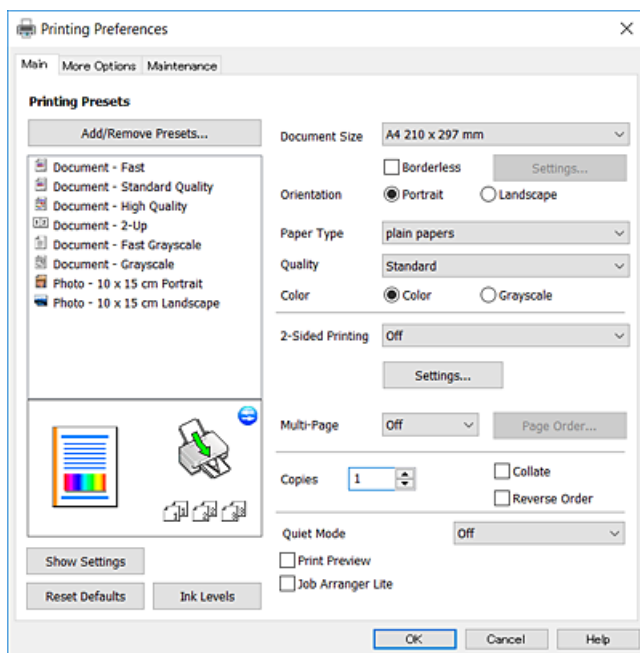 Printing Preferences
Main More Options Maintenance
Printing Presets
Add/Remove Presets...
Document - Fast
Document - Standard Quality
Document - High Quality
Document - 2-Up
Document - Fast Grayscale
Document - Grayscale
Photo - 10 x 15 cm Portrait
Photo - 10 x 15 cm Landscape
Show Settings
Reset Defaults Ink Levels
Document Size A4 210 x 297 mm
Borderless Settings...
Orientation Portrait Landscape
Paper Type plain papers
Quality Standard
Color Color Grayscale
2-Sided Printing Off
Settings...
Multi-Page Off Page Order...
Copies 1 Collate
Reverse Order
Quiet Mode Off
Print Preview
Job Arranger Lite
OK Cancel Help